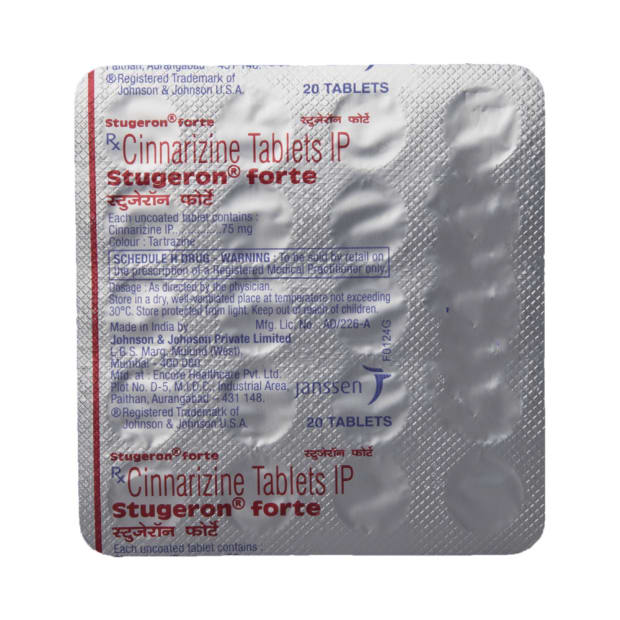 Paithan, Aurangabad - 431 148.
®Registered Trademark of
Johnson & Johnson U.S.A.
20 TABLETS
Stugeron® forte
स्टुजेरॉन फोर्टे
Rx Cinnarizine Tablets IP
Stugeron® forte
स्टुजेरॉन फोर्टे
Each uncoated tablet contains :
Cinnarizine IP..............75 mg
Colour : Tartrazine
SCHEDULE H DRUG - WARNING : To be sold by retail on
the prescription of a Registered Medical Practitioner only.
Dosage : As directed by the physician.
Store in a dry, well-ventilated place at temperature not exceeding
30°C. Store protected from light. Keep out of reach of children.
Made in India by
Mfg. Lic. No. : AD/226-A
Johnson & Johnson Private Limited
L B S. Marg, Mulund (West),
Mumbai - 400 080
Mfd. at : Encore Healthcare Pvt. Ltd.
Plot No. D-5, M.I.D.C., Industrial Area,
Paithan, Aurangabad - 431 148.
®Registered Trademark of
Johnson & Johnson U.S.A.
janssen
F0124G
20 TABLETS
Stugeron® forte
स्टुजेरॉन फोर्टे
Rx Cinnarizine Tablets IP
Stugeron® forte
स्टुजेरॉन फोर्टे
Each uncoated tablet contains :